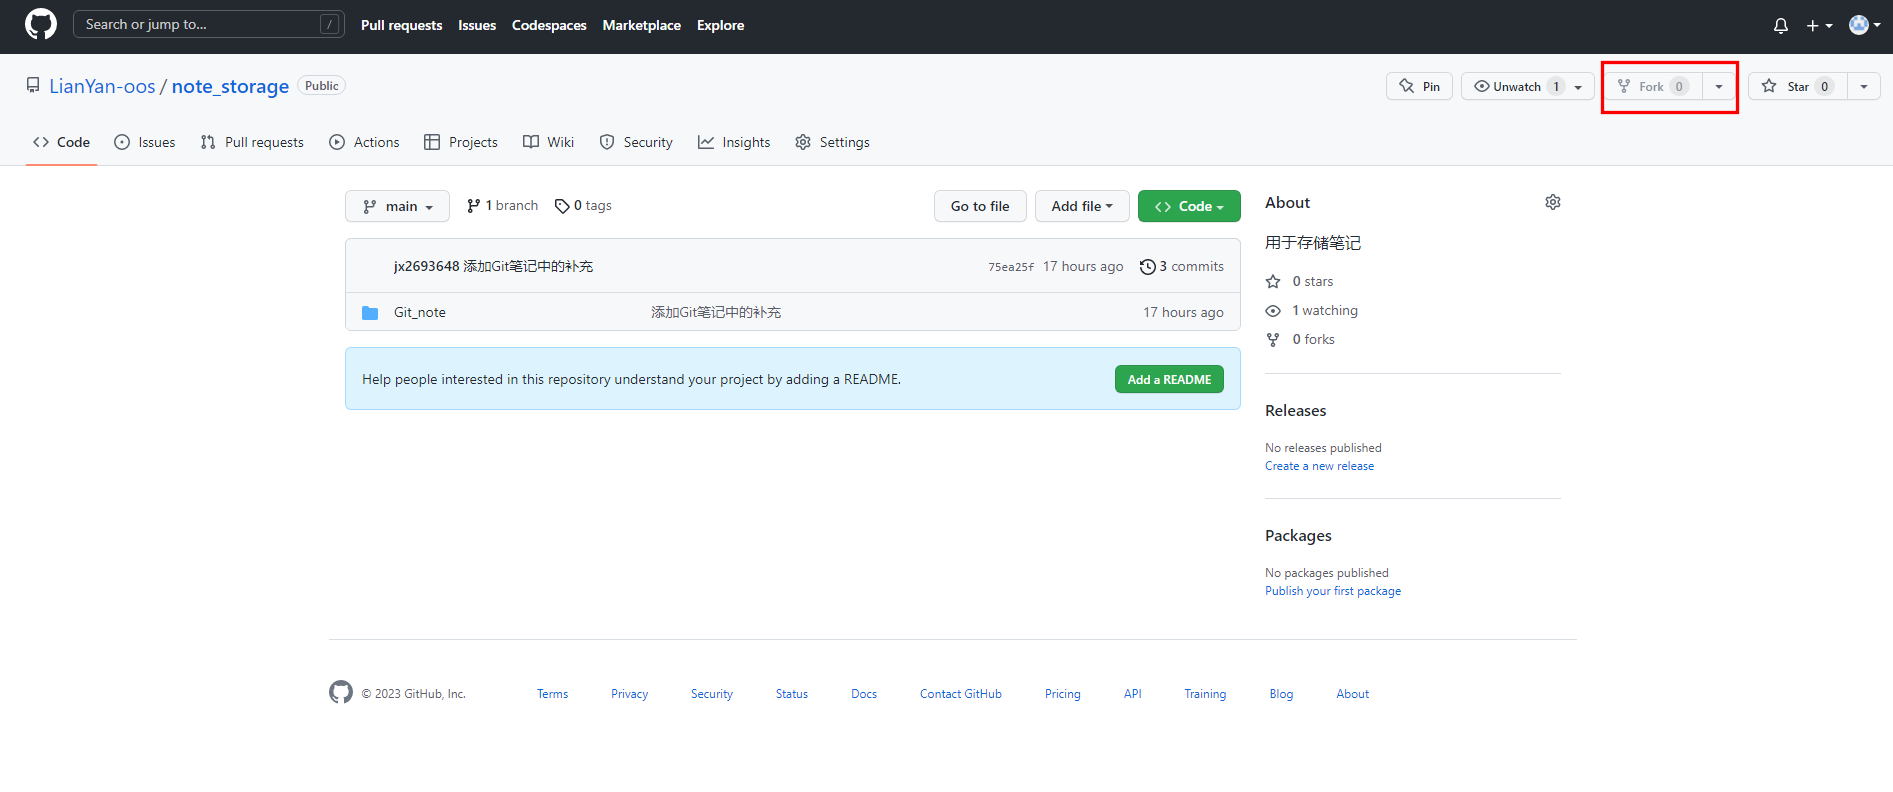 Search or jump to... / Pull requests Issues Codespaces Marketplace Explore
LianYan-oos / note_storage Public Pin Unwatch 1 Fork 0 Star 0
Code Issues Pull requests Actions Projects Wiki Security Insights Settings
main 1 branch 0 tags Go to file Add file Code
jx2693648 添加Git笔记中的补充 75ea25f 17 hours ago 3 commits
Git_note 添加Git笔记中的补充 17 hours ago
Help people interested in this repository understand your project by adding a README. Add a README
About
用于存储笔记
0 stars
1 watching
0 forks
Releases
No releases published
Create a new release
Packages
No packages published
Publish your first package
© 2023 GitHub, Inc. Terms Privacy Security Status Docs Contact GitHub Pricing API Training Blog About